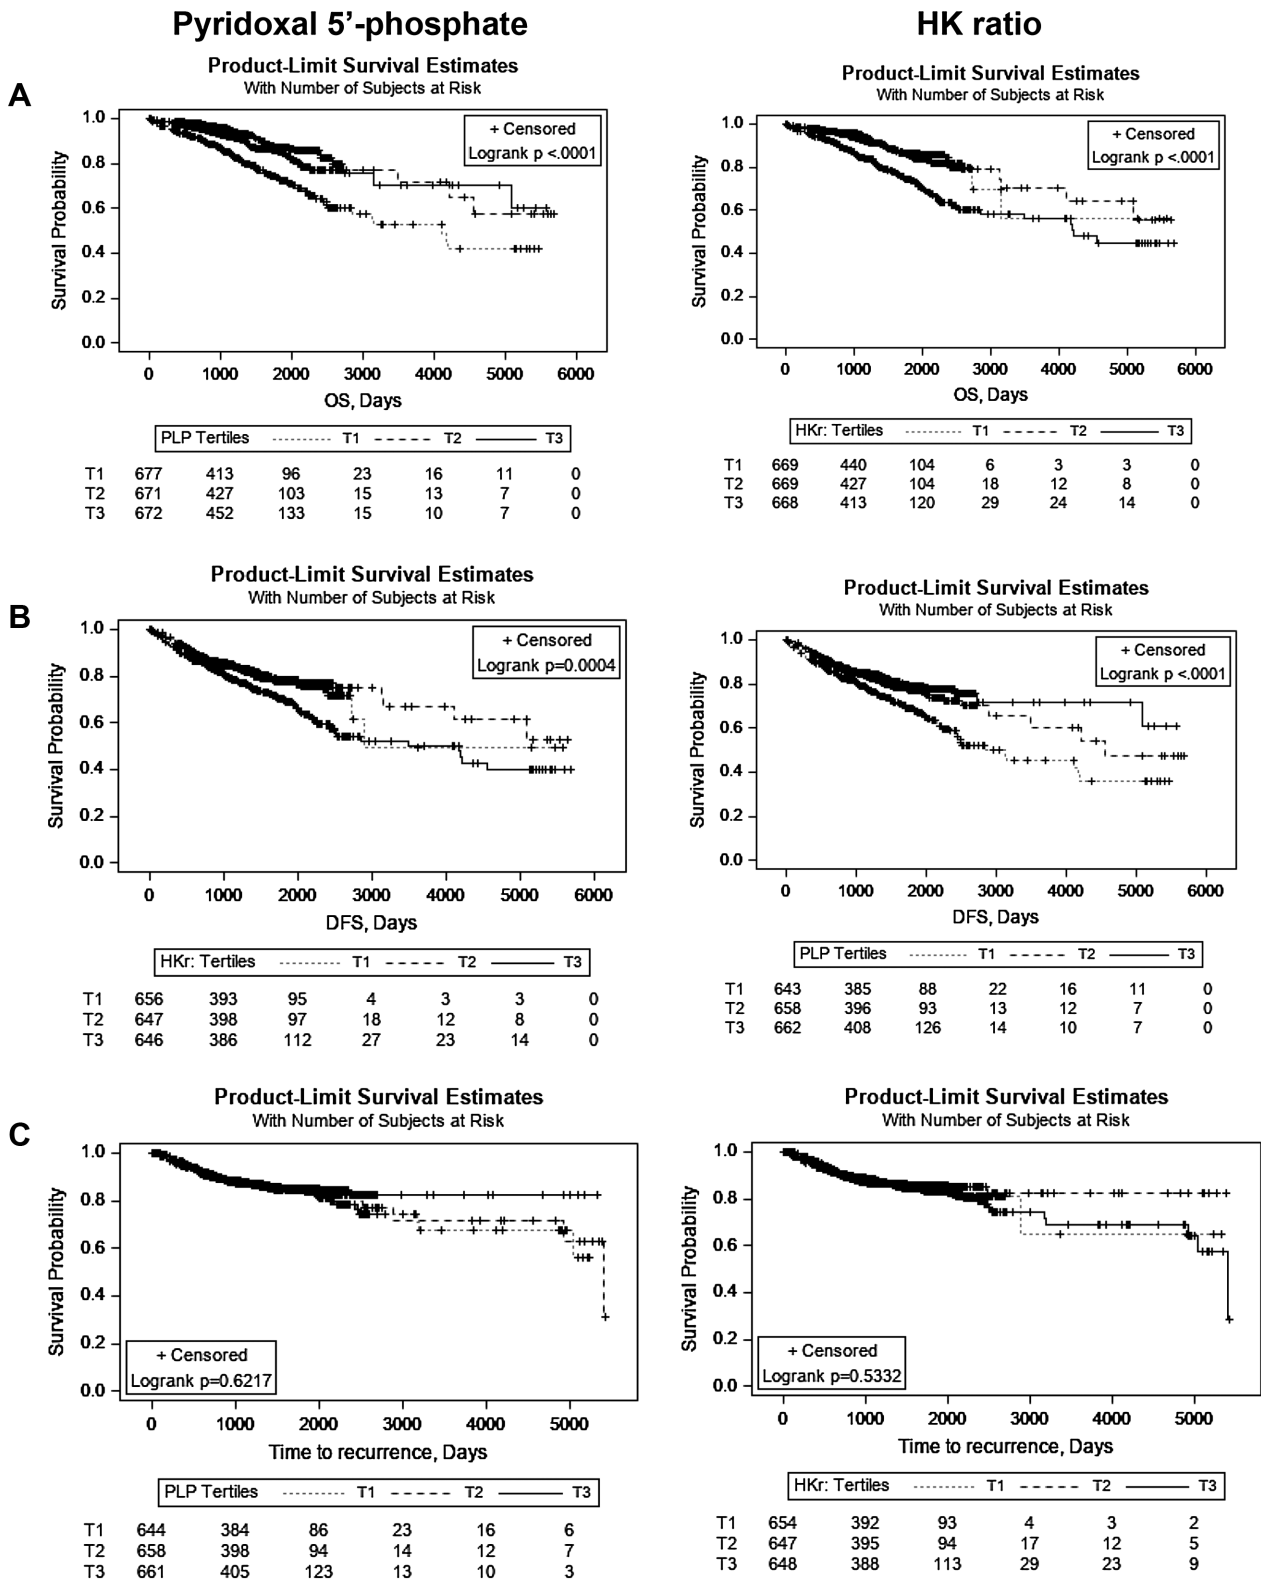 Pyridoxal 5’-phosphate
HK ratio
A
Product-Limit Survival Estimates
With Number of Subjects at Risk
1.0
0.8
0.6
0.4
0.2
0.0
Survival Probability
+ Censored
Logrank p <.0001
0 1000 2000 3000 4000 5000 6000
OS, Days
PLP Tertiles T1 T2 T3
T1 677 413 96 23 16 11 0
T2 671 427 103 15 13 7 0
T3 672 452 133 15 10 7 0
Product-Limit Survival Estimates
With Number of Subjects at Risk
1.0
0.8
0.6
0.4
0.2
0.0
Survival Probability
+ Censored
Logrank p <.0001
0 1000 2000 3000 4000 5000 6000
OS, Days
HKr: Tertiles T1 T2 T3
T1 669 440 104 6 3 3 0
T2 669 427 104 18 12 8 0
T3 668 413 120 29 24 14 0
B
Product-Limit Survival Estimates
With Number of Subjects at Risk
1.0
0.8
0.6
0.4
0.2
0.0
Survival Probability
+ Censored
Logrank p=0.0004
0 1000 2000 3000 4000 5000 6000
DFS, Days
HKr: Tertiles T1 T2 T3
T1 656 393 95 4 3 3 0
T2 647 398 97 18 12 8 0
T3 646 386 112 27 23 14 0
Product-Limit Survival Estimates
With Number of Subjects at Risk
1.0
0.8
0.6
0.4
0.2
0.0
Survival Probability
+ Censored
Logrank p <.0001
0 1000 2000 3000 4000 5000 6000
DFS, Days
PLP Tertiles T1 T2 T3
T1 643 385 88 22 16 11 0
T2 658 396 93 13 12 7 0
T3 662 408 126 14 10 7 0
C
Product-Limit Survival Estimates
With Number of Subjects at Risk
1.0
0.8
0.6
0.4
0.2
0.0
Survival Probability
+ Censored
Logrank p=0.6217
0 1000 2000 3000 4000 5000
Time to recurrence, Days
PLP Tertiles T1 T2 T3
T1 644 384 86 23 16 6
T2 658 398 94 14 12 7
T3 661 405 123 13 10 3
Product-Limit Survival Estimates
With Number of Subjects at Risk
1.0
0.8
0.6
0.4
0.2
0.0
Survival Probability
+ Censored
Logrank p=0.5332
0 1000 2000 3000 4000 5000
Time to recurrence, Days
HKr: Tertiles T1 T2 T3
T1 654 392 93 4 3 2
T2 647 395 94 17 12 5
T3 648 388 113 29 23 9